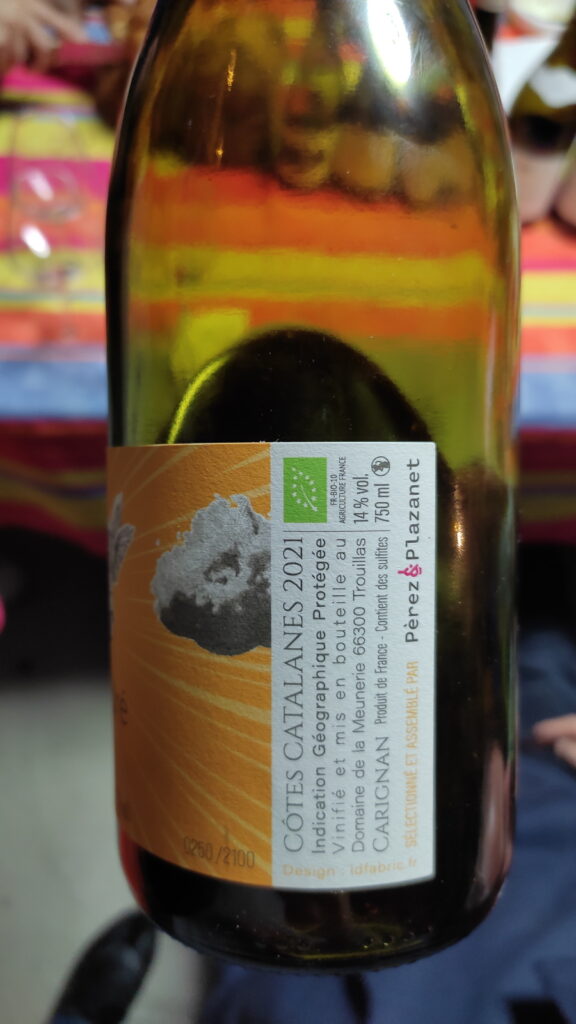 CÔTES CATALANES 2021
Indication Géographique Protégée
Vinifié et mis en bouteille au
Domaine de la Meunerie 66300 Trouillas
CARIGNAN Produit de France - Contient des sulfites
SÉLECTIONNÉ ET ASSEMBLÉ PAR Pèrez & Plazanet
FR-BIO-10
AGRICULTURE FRANCE
14 % vol.
750 ml
Design : idfabric.fr
0260 /2100